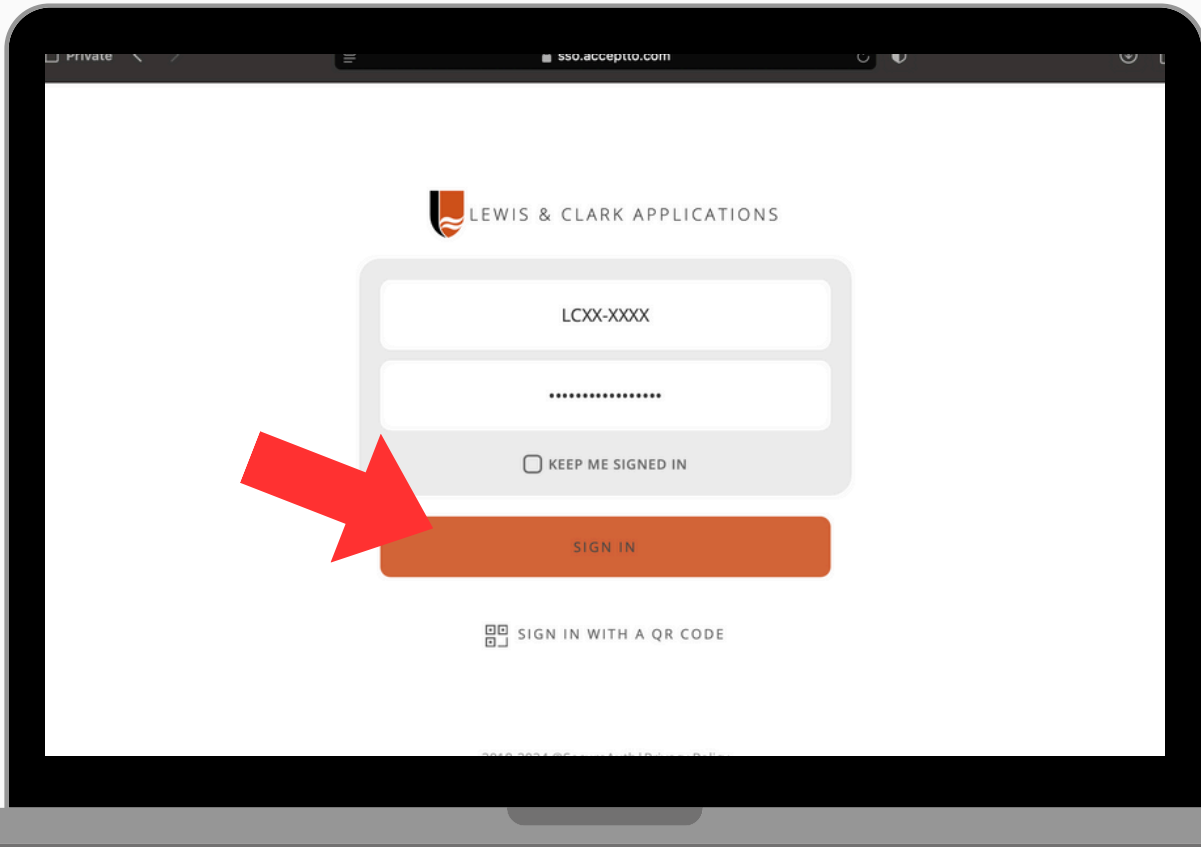 Private
sso.acceptto.com
LEWIS & CLARK APPLICATIONS
LCXX-XXXX
•••••••••••••••••
KEEP ME SIGNED IN
SIGN IN
SIGN IN WITH A QR CODE